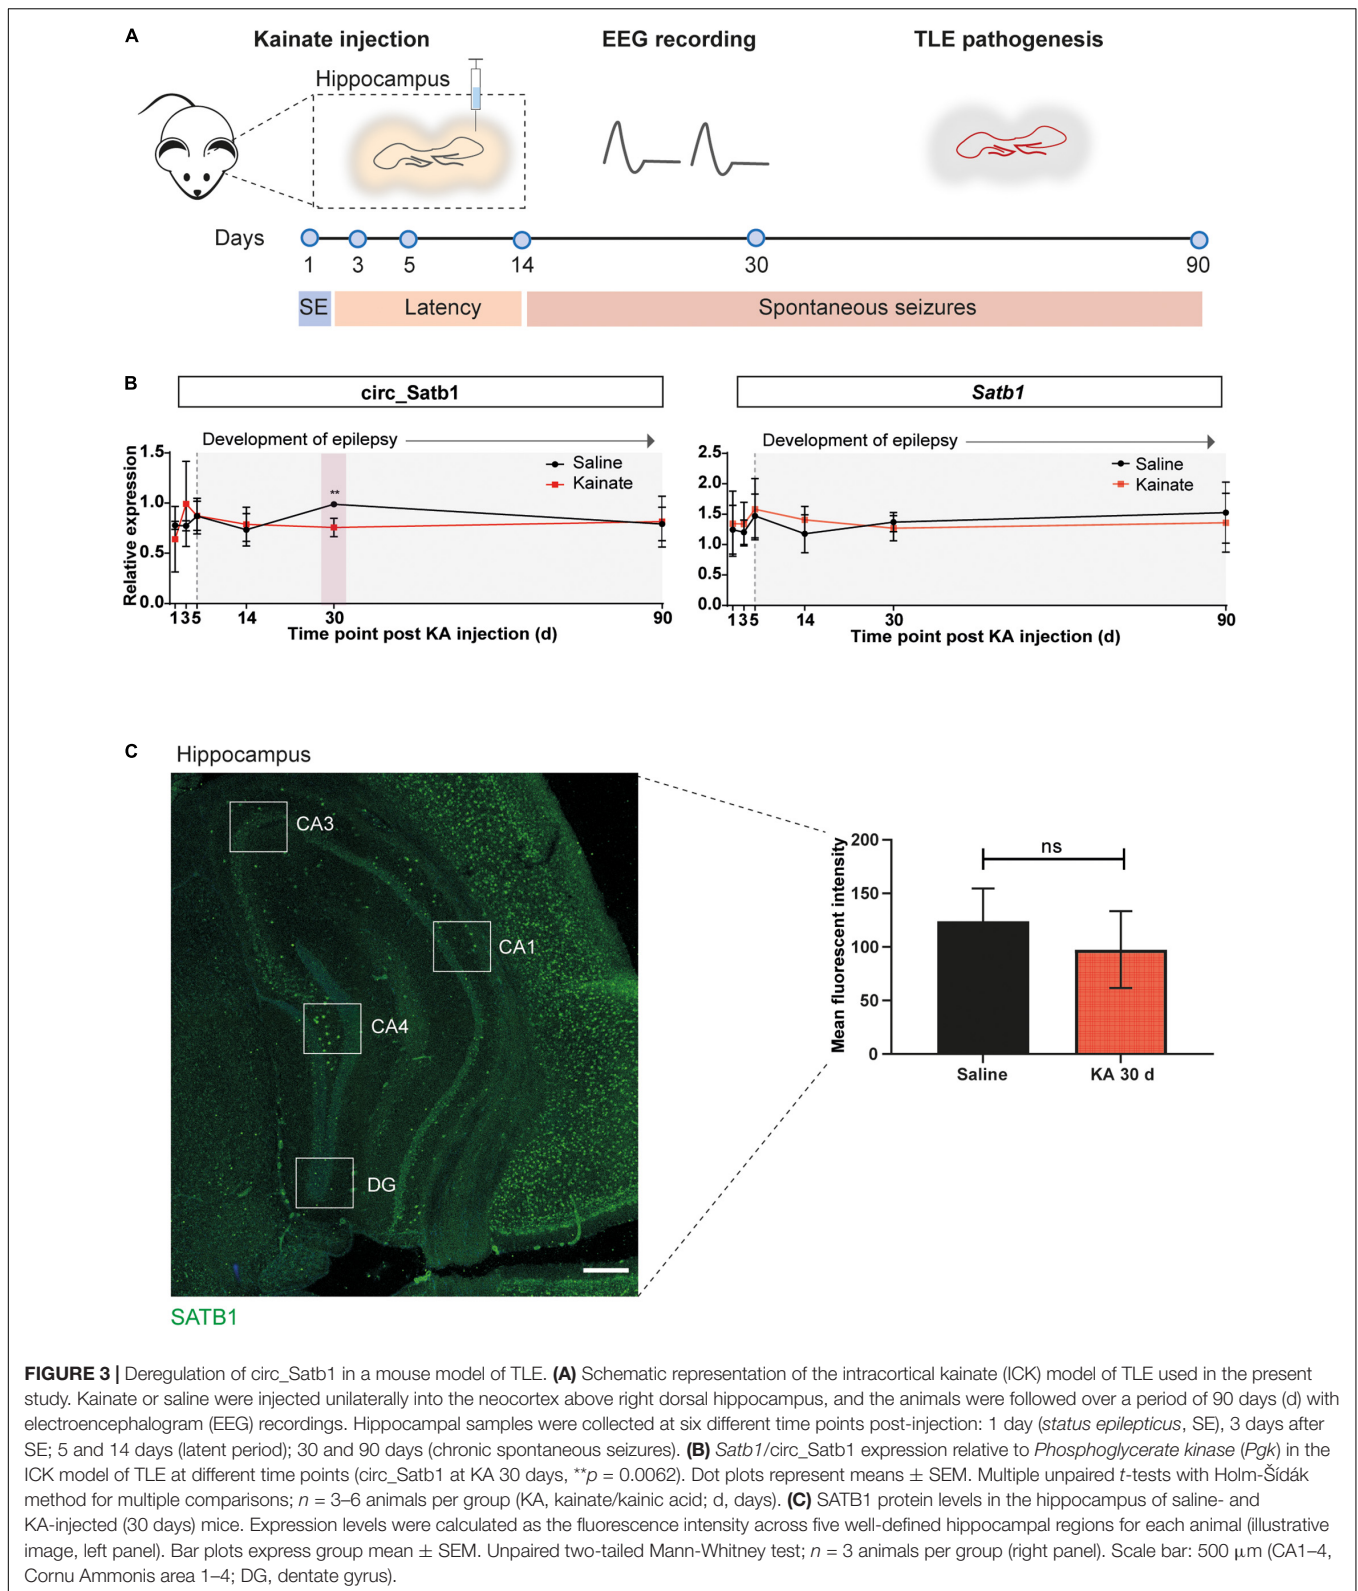 A
Kainate injection
EEG recording
TLE pathogenesis
Hippocampus
Days
1
3
5
14
30
90
SE
Latency
Spontaneous seizures
B
circ_Satb1
Satb1
Development of epilepsy
Relative expression
1.5
1.0
0.5
0.0
Saline
Kainate
**
1 3 5 14 30 90
Time point post KA injection (d)
Development of epilepsy
2.5
2.0
1.5
1.0
0.5
0.0
Saline
Kainate
1 3 5 14 30 90
Time point post KA injection (d)
C
Hippocampus
CA3
CA1
CA4
DG
SATB1
Mean fluorescent intensity
200
150
100
50
0
ns
Saline
KA 30 d
FIGURE 3 | Deregulation of circ_Satb1 in a mouse model of TLE. (A) Schematic representation of the intracortical kainate (ICK) model of TLE used in the present
study. Kainate or saline were injected unilaterally into the neocortex above right dorsal hippocampus, and the animals were followed over a period of 90 days (d) with
electroencephalogram (EEG) recordings. Hippocampal samples were collected at six different time points post-injection: 1 day (status epilepticus, SE), 3 days after
SE; 5 and 14 days (latent period); 30 and 90 days (chronic spontaneous seizures). (B) Satb1/circ_Satb1 expression relative to Phosphoglycerate kinase (Pgk) in the
ICK model of TLE at different time points (circ_Satb1 at KA 30 days, **p = 0.0062). Dot plots represent means ± SEM. Multiple unpaired t-tests with Holm-Šídák
method for multiple comparisons; n = 3–6 animals per group (KA, kainate/kainic acid; d, days). (C) SATB1 protein levels in the hippocampus of saline- and
KA-injected (30 days) mice. Expression levels were calculated as the fluorescence intensity across five well-defined hippocampal regions for each animal (illustrative
image, left panel). Bar plots express group mean ± SEM. Unpaired two-tailed Mann-Whitney test; n = 3 animals per group (right panel). Scale bar: 500 μm (CA1–4,
Cornu Ammonis area 1–4; DG, dentate gyrus).